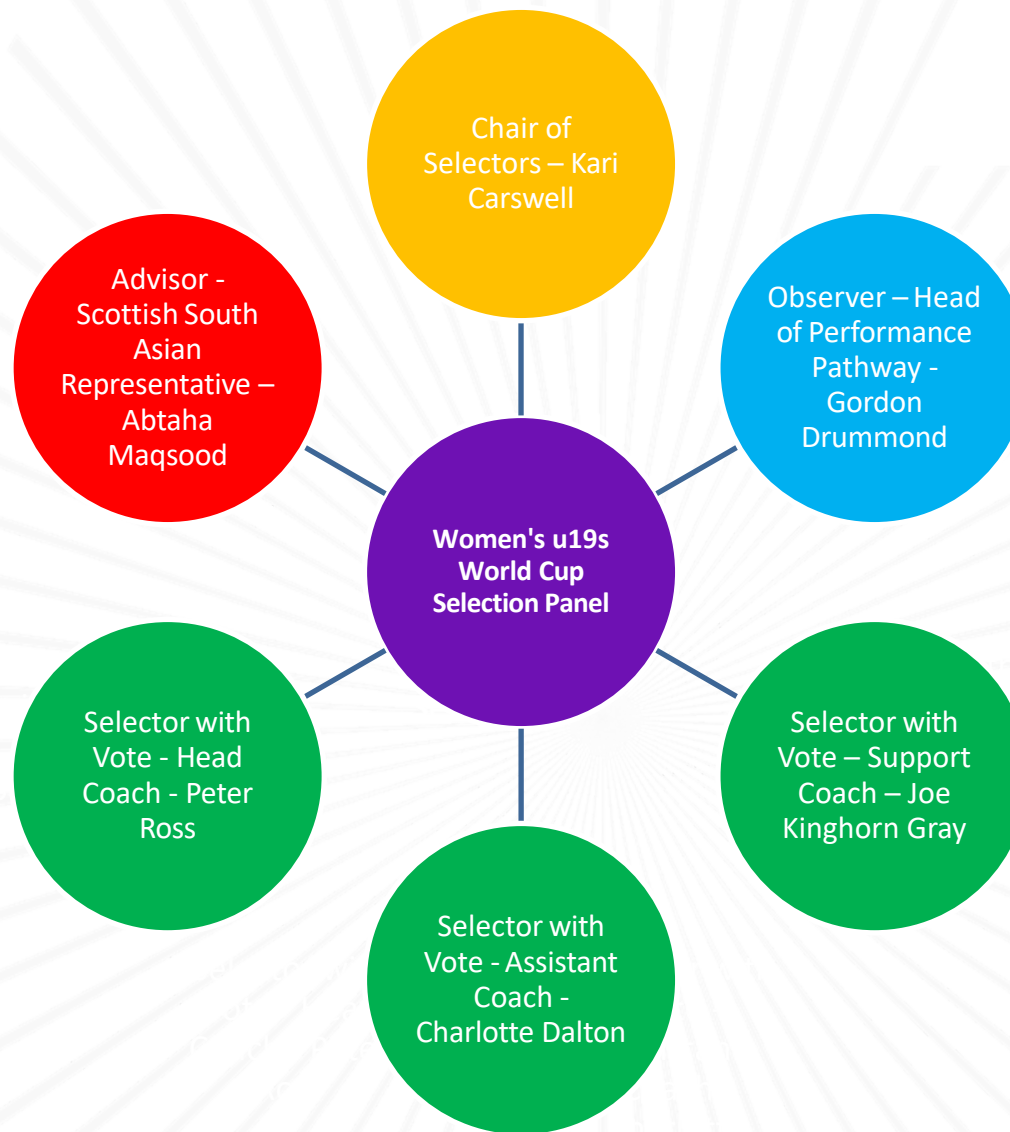 Chair of
Selectors – Kari
Carswell
Advisor -
Scottish South
Asian
Representative –
Abtaha
Maqsood
Observer – Head
of Performance
Pathway -
Gordon
Drummond
Women's u19s
World Cup
Selection Panel
Selector with
Vote - Head
Coach - Peter
Ross
Selector with
Vote – Support
Coach – Joe
Kinghorn Gray
Selector with
Vote - Assistant
Coach -
Charlotte Dalton